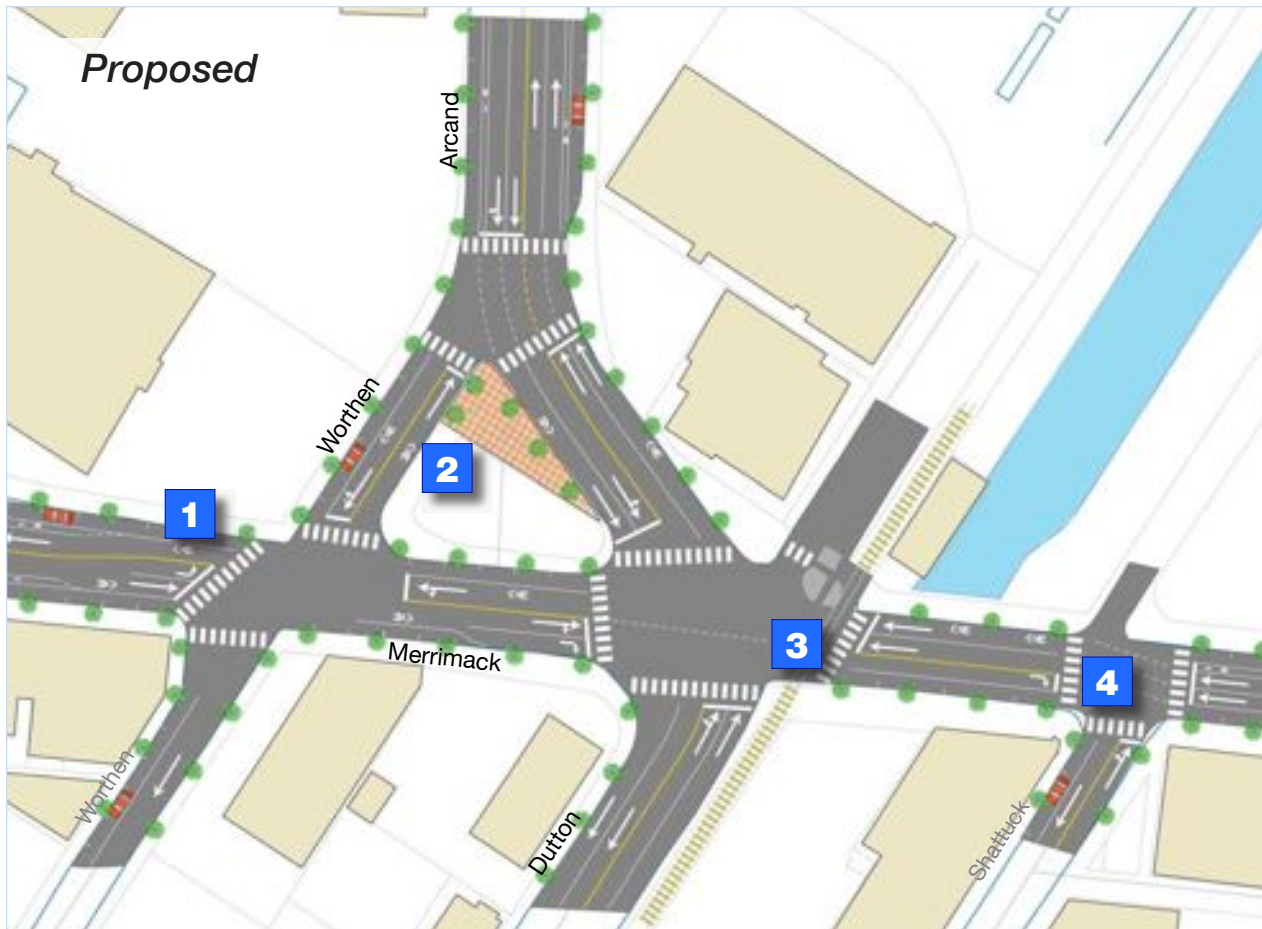 Proposed
Arcand
Worthen
1
2
3
4
Merrimack
Worthen
Dutton
Shattuck